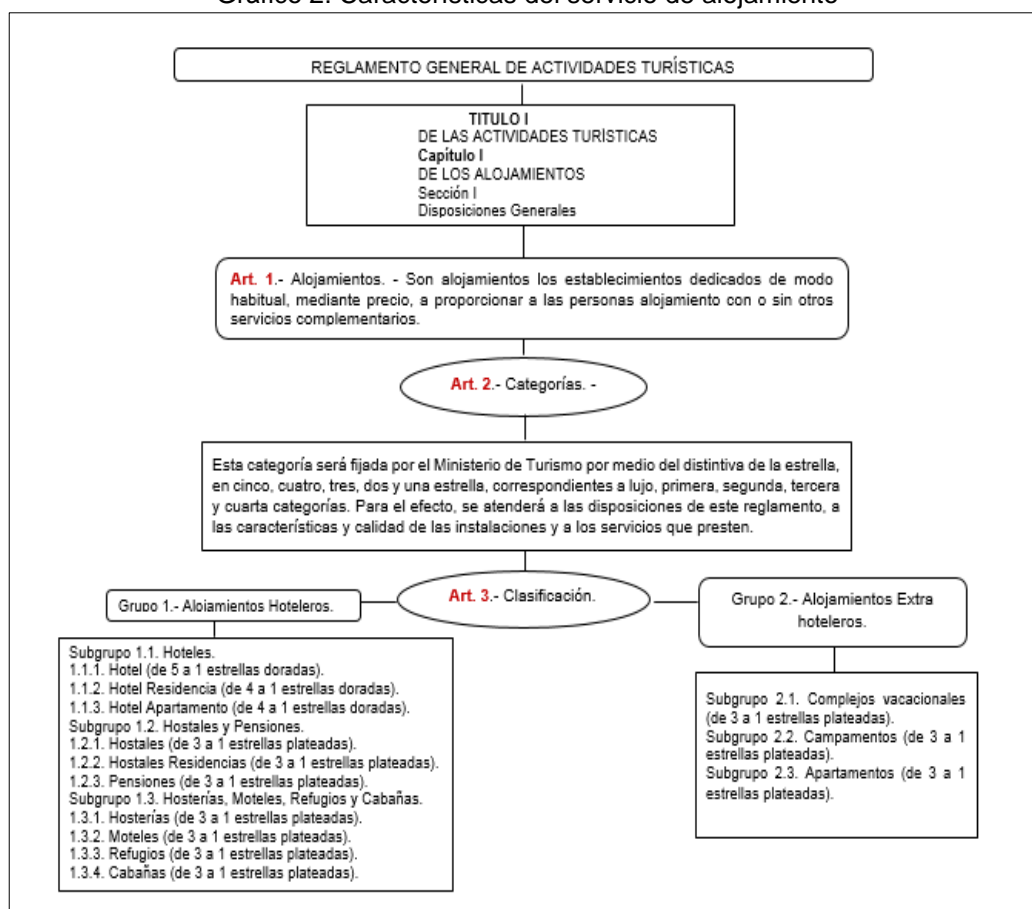 Gráfico 2. Características del servicio de alojamiento
REGLAMENTO GENERAL DE ACTIVIDADES TURÍSTICAS
TITULO I
DE LAS ACTIVIDADES TURÍSTICAS
Capítulo I
DE LOS ALOJAMIENTOS
Sección I
Disposiciones Generales
Art. 1.- Alojamientos. - Son alojamientos los establecimientos dedicados de modo
habitual, mediante precio, a proporcionar a las personas alojamiento con o sin otros
servicios complementarios.
Art. 2.- Categorías. -
Esta categoría será fijada por el Ministerio de Turismo por medio del distintiva de la estrella,
en cinco, cuatro, tres, dos y una estrella, correspondientes a lujo, primera, segunda, tercera
y cuarta categorías. Para el efecto, se atenderá a las disposiciones de este reglamento, a
las características y calidad de las instalaciones y a los servicios que presten.
Art. 3.- Clasificación.
Grupo 1.- Alojamientos Hoteleros.
Subgrupo 1.1. Hoteles.
1.1.1. Hotel (de 5 a 1 estrellas doradas).
1.1.2. Hotel Residencia (de 4 a 1 estrellas doradas).
1.1.3. Hotel Apartamento (de 4 a 1 estrellas doradas).
Subgrupo 1.2. Hostales y Pensiones.
1.2.1. Hostales (de 3 a 1 estrellas plateadas).
1.2.2. Hostales Residencias (de 3 a 1 estrellas plateadas).
1.2.3. Pensiones (de 3 a 1 estrellas plateadas).
Subgrupo 1.3. Hosterías, Moteles, Refugios y Cabañas.
1.3.1. Hosterías (de 3 a 1 estrellas plateadas).
1.3.2. Moteles (de 3 a 1 estrellas plateadas).
1.3.3. Refugios (de 3 a 1 estrellas plateadas).
1.3.4. Cabañas (de 3 a 1 estrellas plateadas).
Grupo 2.- Alojamientos Extra
hoteleros.
Subgrupo 2.1. Complejos vacacionales
(de 3 a 1 estrellas plateadas).
Subgrupo 2.2. Campamentos (de 3 a 1
estrellas plateadas).
Subgrupo 2.3. Apartamentos (de 3 a 1
estrellas plateadas).